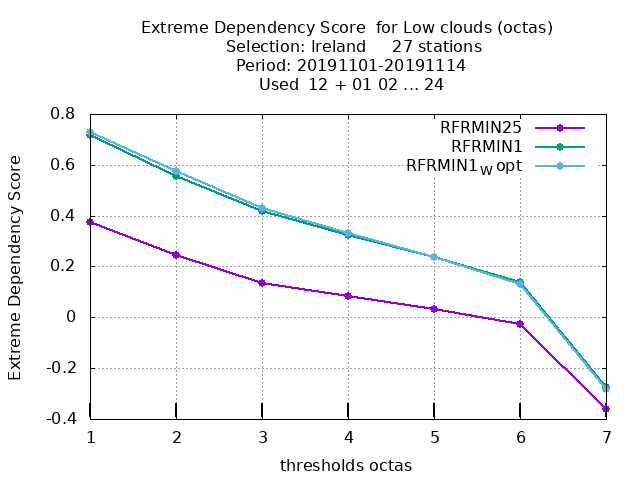 Extreme Dependency Score  for Low clouds (octas)
Selection: Ireland     27 stations
Period: 20191101-20191114
Used  12 + 01 02 ... 24
RFRMIN25
RFRMIN1
RFRMIN1W opt
Extreme Dependency Score
0.8
0.6
0.4
0.2
0
-0.2
-0.4
1 2 3 4 5 6 7
thresholds octas